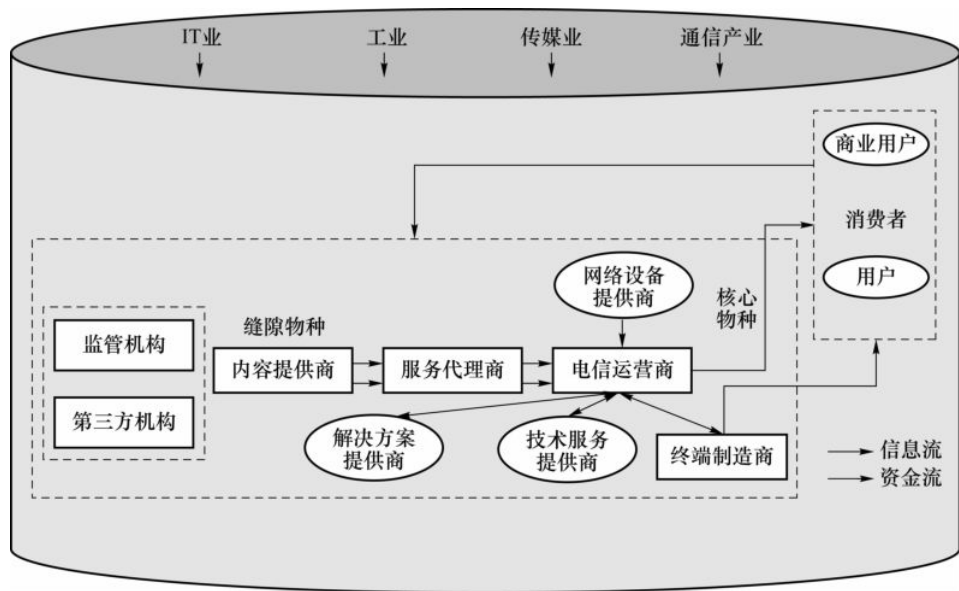 IT业
工业
传媒业
通信产业
商业用户
消费者
用户
网络设备
提供商
核心
物种
缝隙物种
监管机构
内容提供商
服务代理商
电信运营商
第三方机构
解决方案
提供商
技术服务
提供商
终端制造商
信息流
资金流